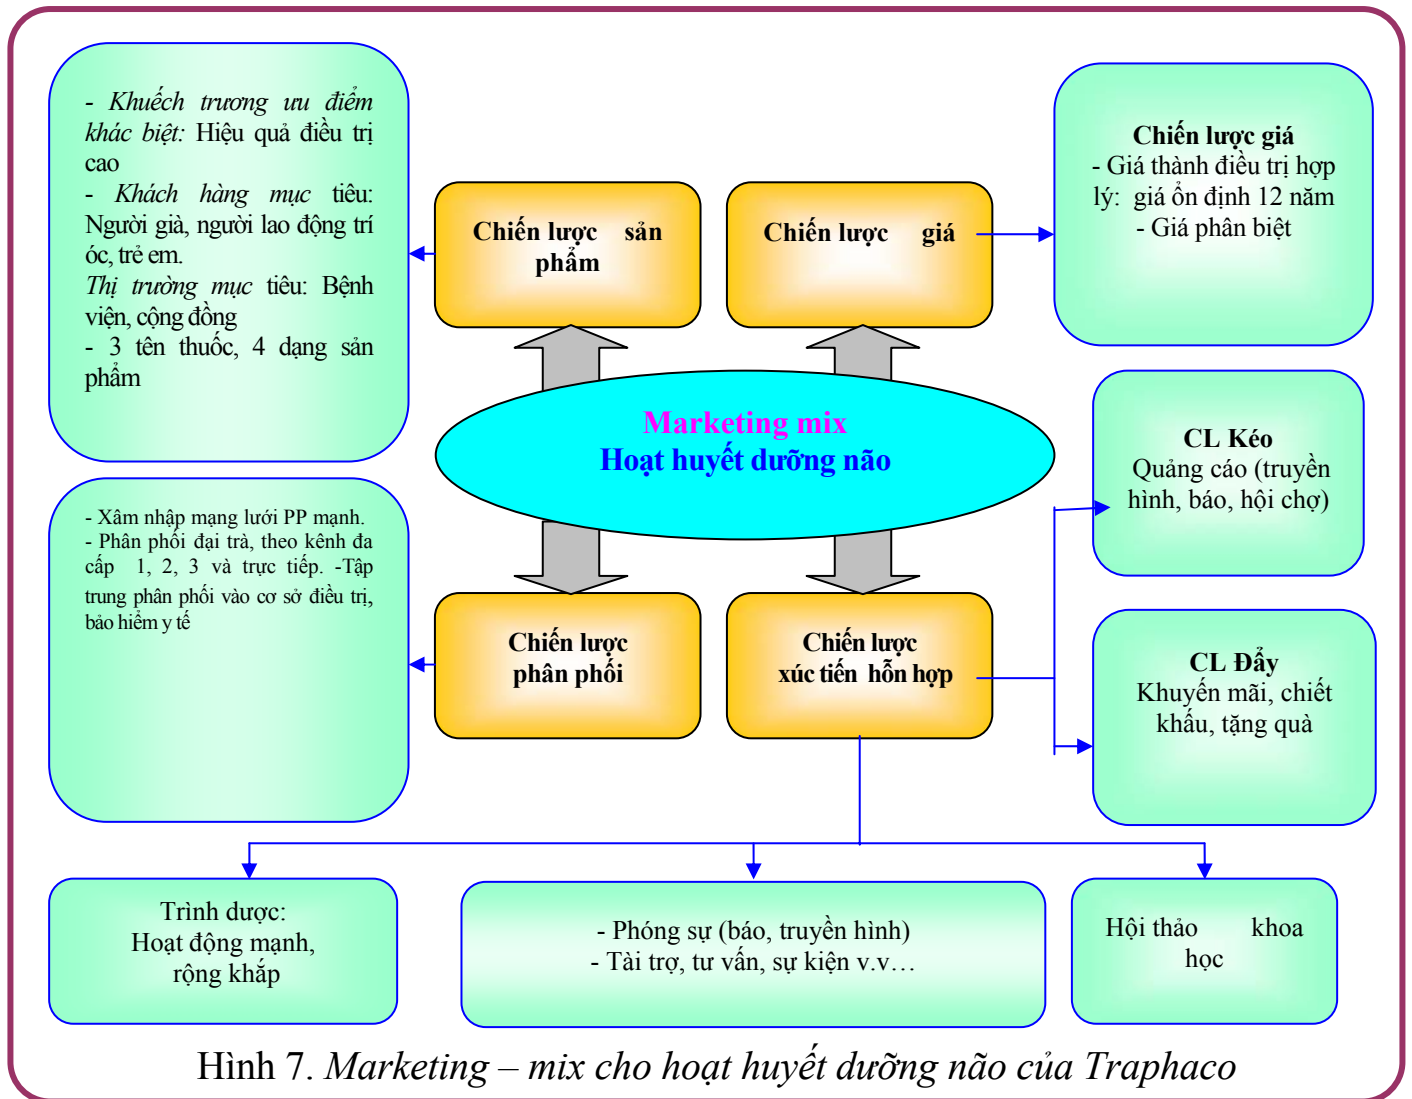 - Khuếch trương ưu điểm
khác biệt: Hiệu quả điều trị
cao
- Khách hàng mục tiêu:
Người già, người lao động trí
óc, trẻ em.
Thị trường mục tiêu: Bệnh
viện, cộng đồng
- 3 tên thuốc, 4 dạng sản
phẩm
Chiến lược sản
phẩm
Chiến lược giá
Chiến lược giá
- Giá thành điều trị hợp
lý: giá ổn định 12 năm
- Giá phân biệt
Marketing mix
Hoạt huyết dưỡng não
CL Kéo
Quảng cáo (truyền
hình, báo, hội chợ)
- Xâm nhập mạng lưới PP mạnh.
- Phân phối đại trà, theo kênh đa
cấp 1, 2, 3 và trực tiếp. -Tập
trung phân phối vào cơ sở điều trị,
bảo hiểm y tế
Chiến lược
phân phối
Chiến lược
xúc tiến hỗn hợp
CL Đẩy
Khuyến mãi, chiết
khấu, tặng quà
Trình dược:
Hoạt động mạnh,
rộng khắp
- Phóng sự (báo, truyền hình)
- Tài trợ, tư vấn, sự kiện v.v…
Hội thảo khoa
học
Hình 7. Marketing – mix cho hoạt huyết dưỡng não của Traphaco